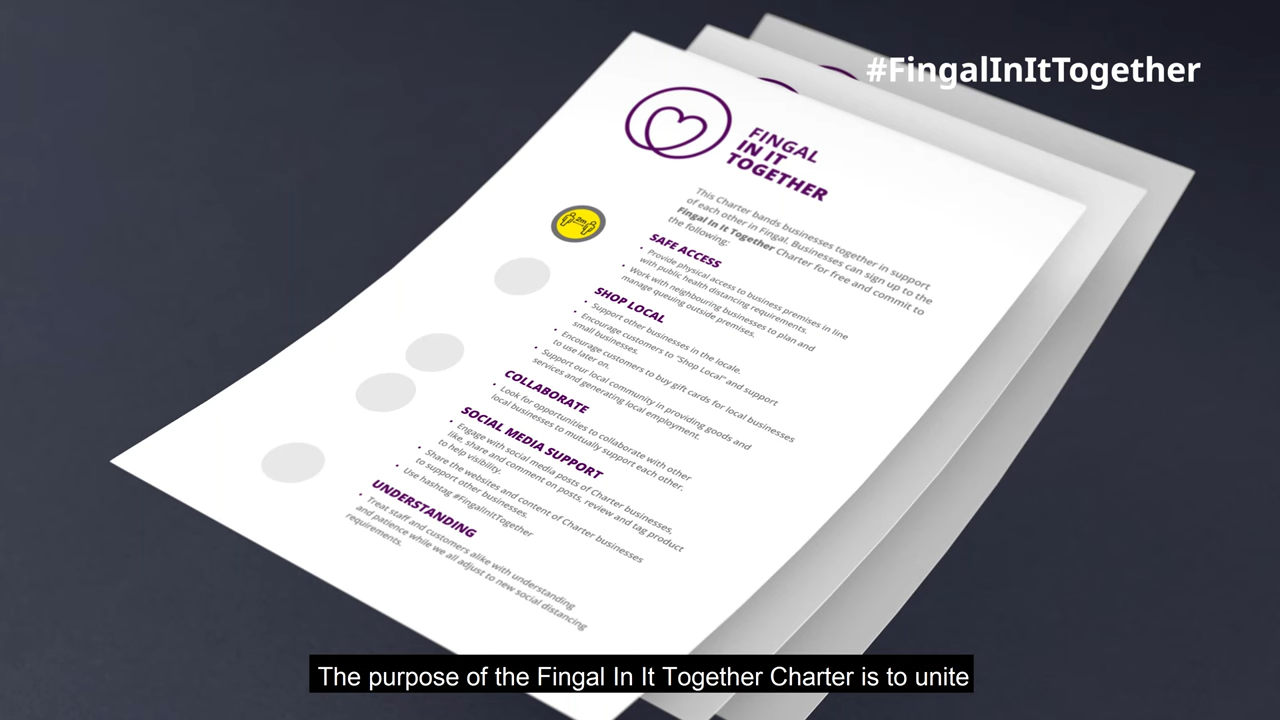 #FingalInItTogether
FINGAL
IN IT
TOGETHER
This Charter bands businesses together in support
of each other in Fingal. Businesses can sign up to the
Fingal In It Together Charter for free and commit to
the following:
2m
SAFE ACCESS
• Provide physical access to business premises in line
with public health distancing requirements.
• Work with neighbouring businesses to plan and
manage queuing outside premises.
SHOP LOCAL
• Support other businesses in the locale.
• Encourage customers to "Shop Local" and support
small businesses.
• Encourage customers to buy gift cards for local businesses
to use later on.
• Support our local community in providing goods and
services and generating local employment.
COLLABORATE
• Look for opportunities to collaborate with other
local businesses to mutually support each other.
SOCIAL MEDIA SUPPORT
• Engage with social media posts of Charter businesses,
like, share and comment on posts, review and tag product
to help visibility.
• Share the websites and content of Charter businesses
to support other businesses.
• Use hashtag #FingalInItTogether
UNDERSTANDING
• Treat staff and customers alike with understanding
and patience while we all adjust to new social distancing
requirements.
The purpose of the Fingal In It Together Charter is to unite